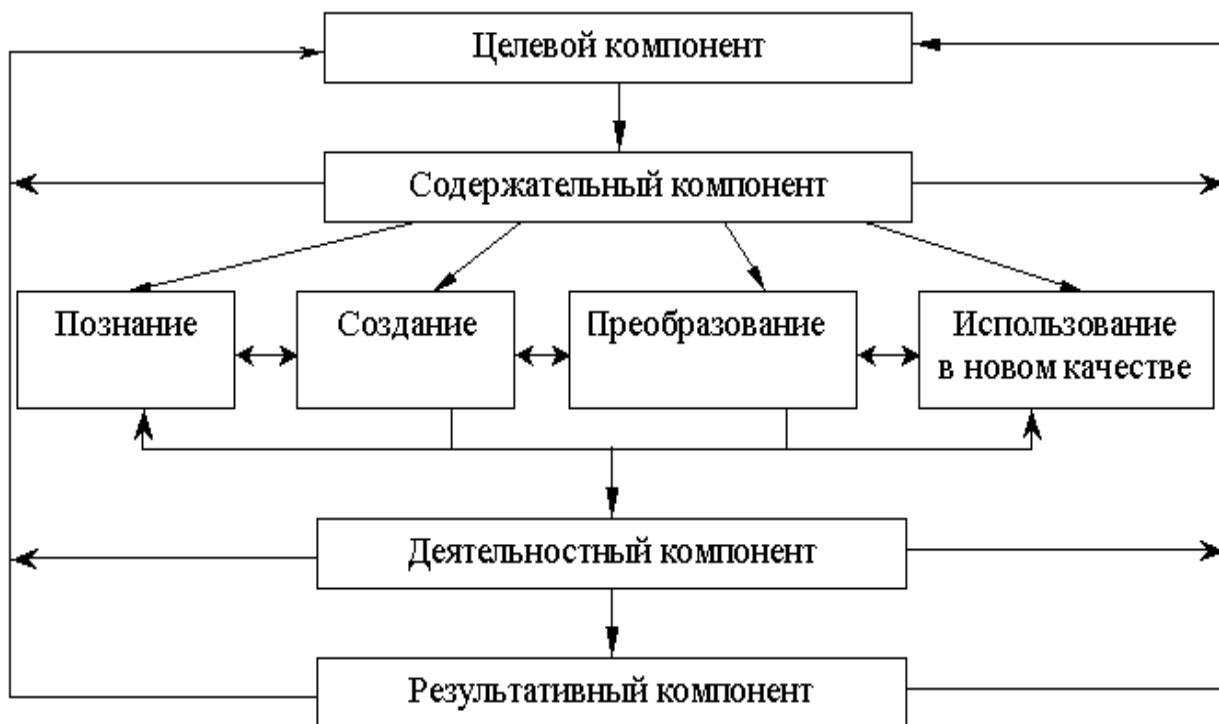 Целевой компонент
Содержательный компонент
Познание
Создание
Преобразование
Использование
в новом качестве
Деятельностный компонент
Результативный компонент